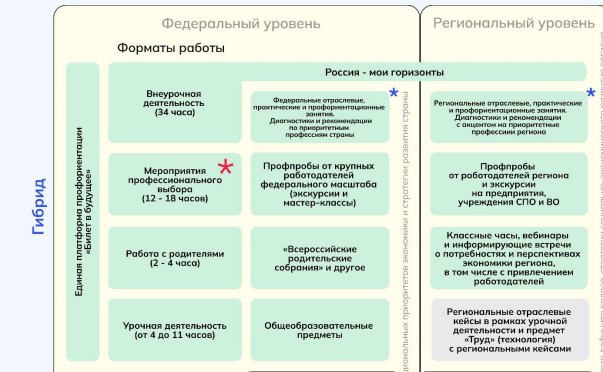 Федеральный уровень
Региональный уровень
Форматы работы
Россия - мои горизонты
Гибрид
Единая платформа профориентации
«Билет в будущее»
Внеурочная
деятельность
(34 часа)
Федеральные отраслевые,
практические и профориентационные
занятия.
Диагностики и рекомендации
по приоритетным
профессиям страны
Региональные отраслевые, практические
и профориентационные занятия.
Диагностики и рекомендации
с акцентом на приоритетные
профессии региона
Мероприятия
профессионального
выбора
(12 - 18 часов)
Профпробы от крупных
работодателей
федерального масштаба
(экскурсии и
мастер-классы)
Профпробы
от работодателей региона
и экскурсии
на предприятия,
учреждения СПО и ВО
Работа с родителями
(2 - 4 часа)
«Всероссийские
родительские
собрания» и другое
Классные часы, вебинары
и информирующие встречи
о потребностях и перспективах
экономики региона,
в том числе с привлечением
работодателей
Урочная деятельность
(от 4 до 11 часов)
Общеобразовательные
предметы
Региональные отраслевые
кейсы в рамках урочной
деятельности и предмет
«Труд» (технология)
с региональными кейсами
приоритетов экономики и стратегии развития страны